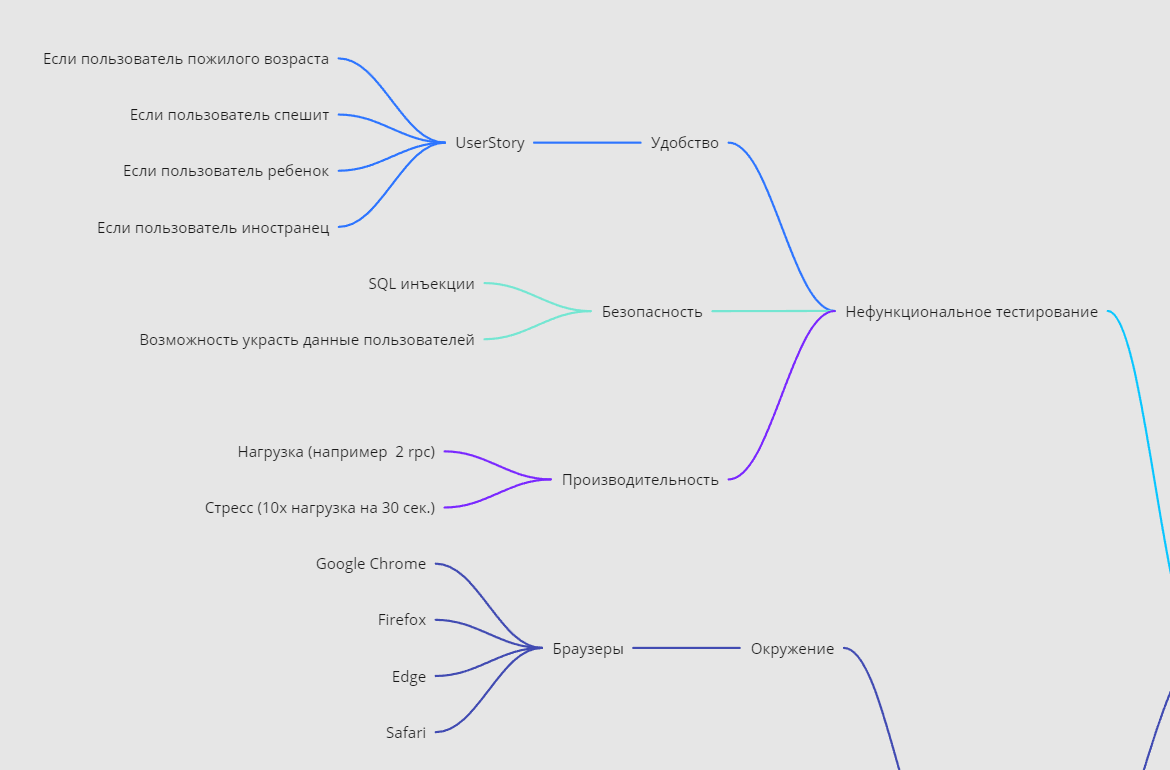 Если пользователь пожилого возраста
Если пользователь спешит
UserStory
Удобство
Если пользователь ребенок
Если пользователь иностранец
SQL инъекции
Безопасность
Нефункциональное тестирование
Возможность украсть данные пользователей
Нагрузка (например  2 rpc)
Производительность
Стресс (10x нагрузка на 30 сек.)
Google Chrome
Firefox
Браузеры
Окружение
Edge
Safari